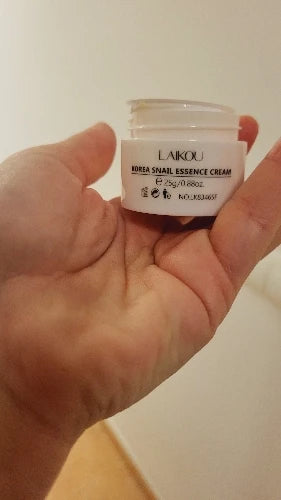 LAIKOU
KOREA SNAIL ESSENCE CREAM
℮ 25g/0.88oz.